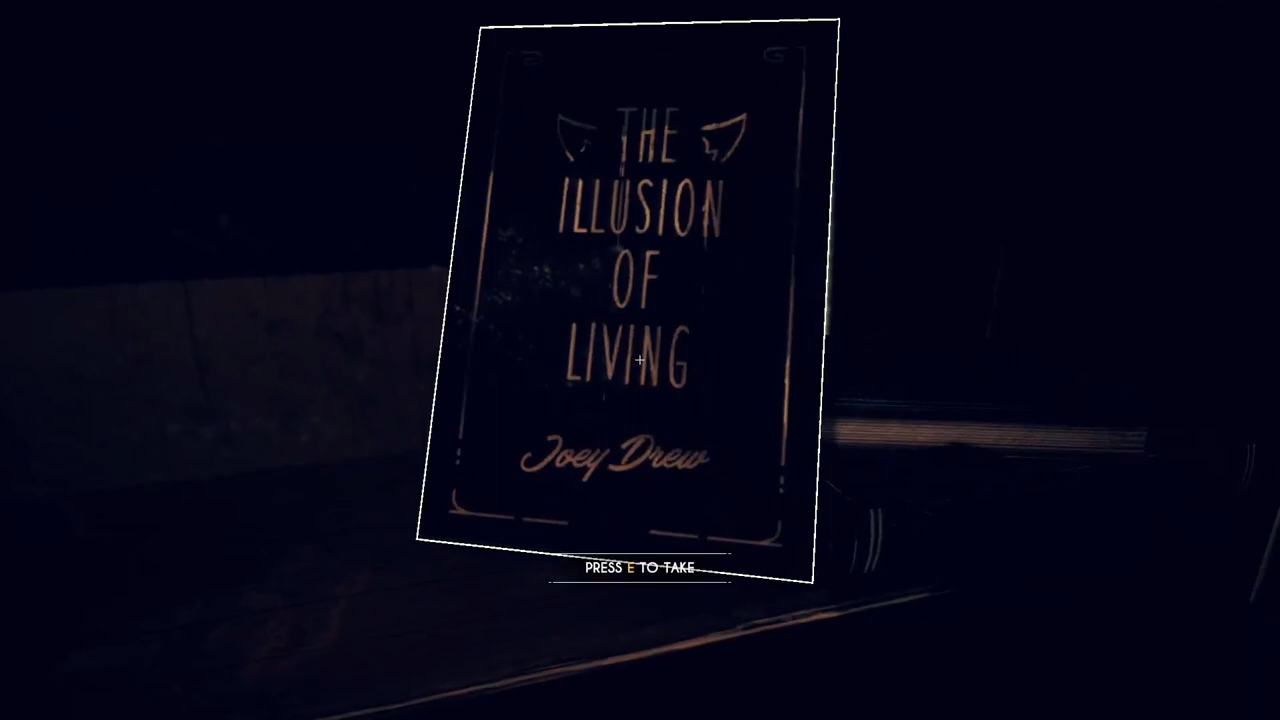 THE
ILLUSION
OF
LIVING
Joey Drew
PRESS E TO TAKE